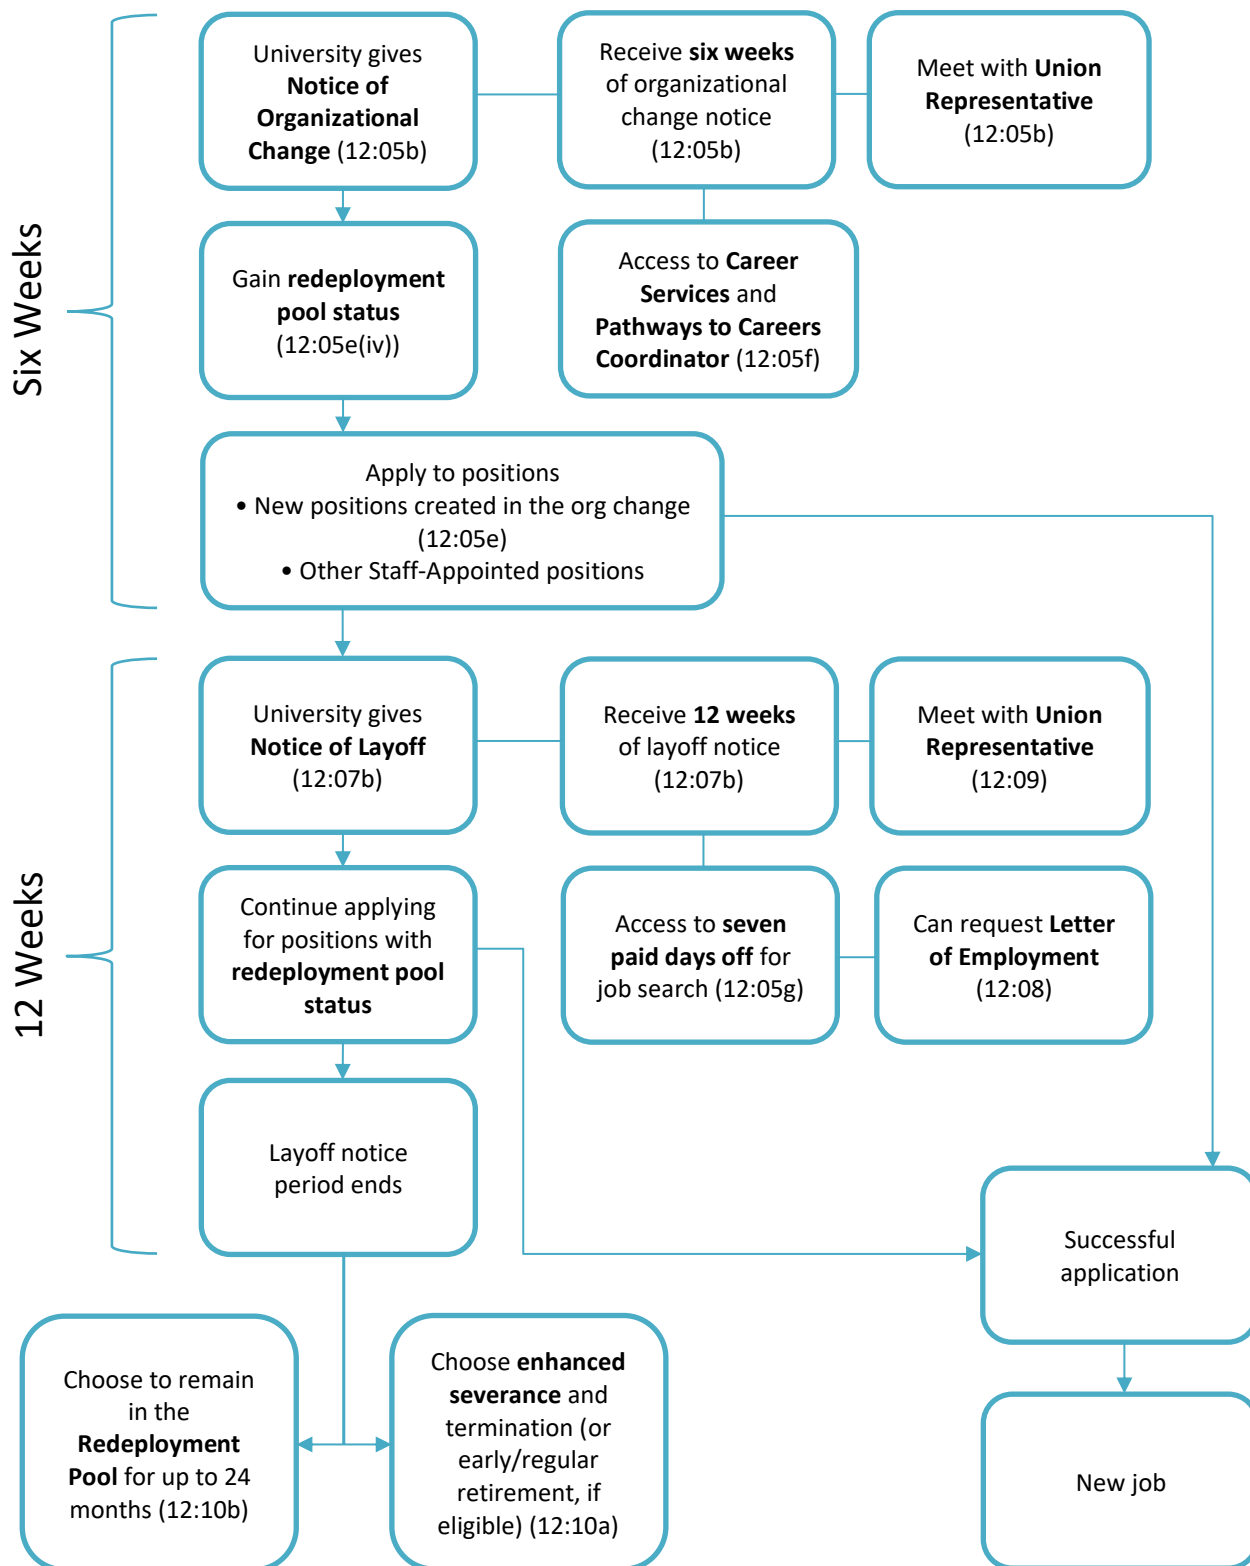 Six Weeks
University gives
Notice of
Organizational
Change (12:05b)
Receive six weeks
of organizational
change notice
(12:05b)
Meet with Union
Representative
(12:05b)
Gain redeployment
pool status
(12:05e(iv))
Access to Career
Services and
Pathways to Careers
Coordinator (12:05f)
Apply to positions
• New positions created in the org change
(12:05e)
• Other Staff-Appointed positions
12 Weeks
University gives
Notice of Layoff
(12:07b)
Receive 12 weeks
of layoff notice
(12:07b)
Meet with Union
Representative
(12:09)
Continue applying
for positions with
redeployment pool
status
Access to seven
paid days off for
job search (12:05g)
Can request Letter
of Employment
(12:08)
Layoff notice
period ends
Successful
application
Choose to remain
in the
Redeployment
Pool for up to 24
months (12:10b)
Choose enhanced
severance and
termination (or
early/regular
retirement, if
eligible) (12:10a)
New job